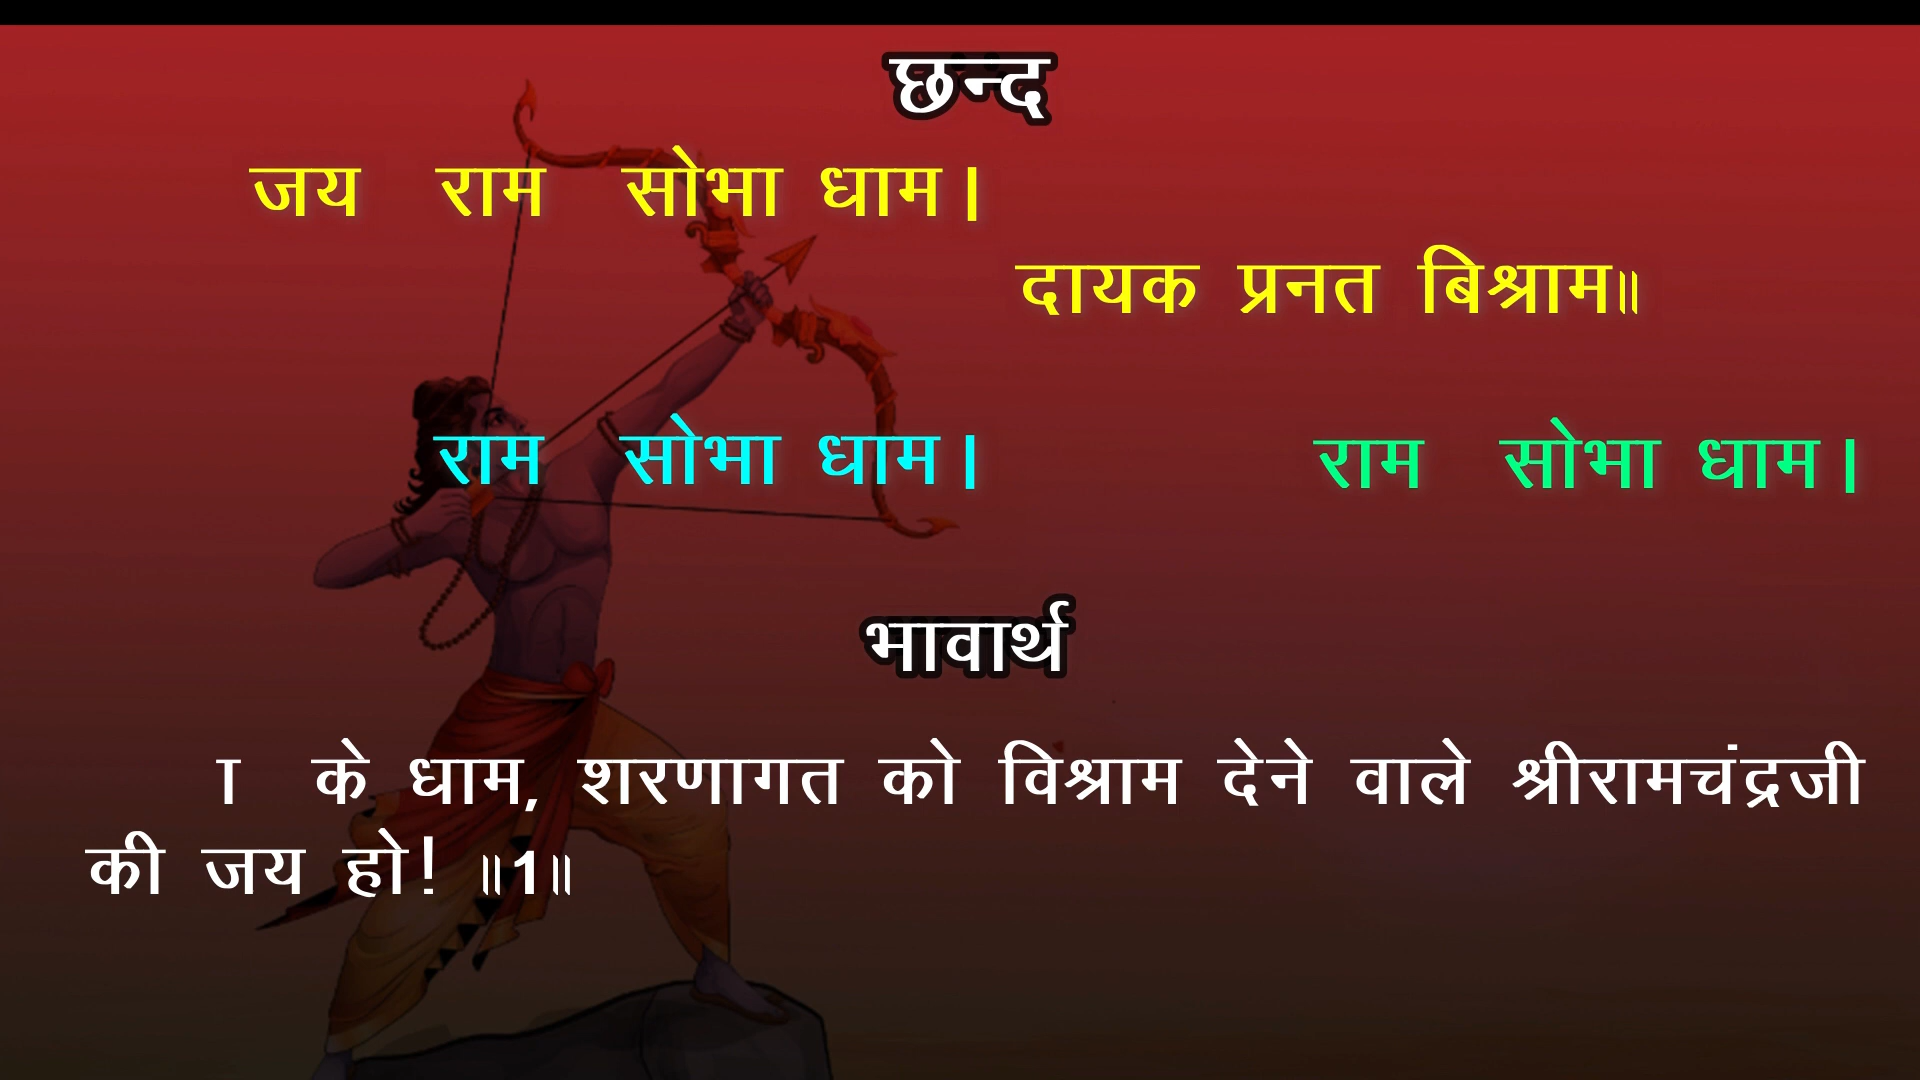 छन्द
जय राम सोभा धाम।
दायक प्रनत बिश्राम॥
राम सोभा धाम। राम सोभा धाम।
भावार्थ
ा के धाम, शरणागत को विश्राम देने वाले श्रीरामचंद्रजी
की जय हो! ॥1॥